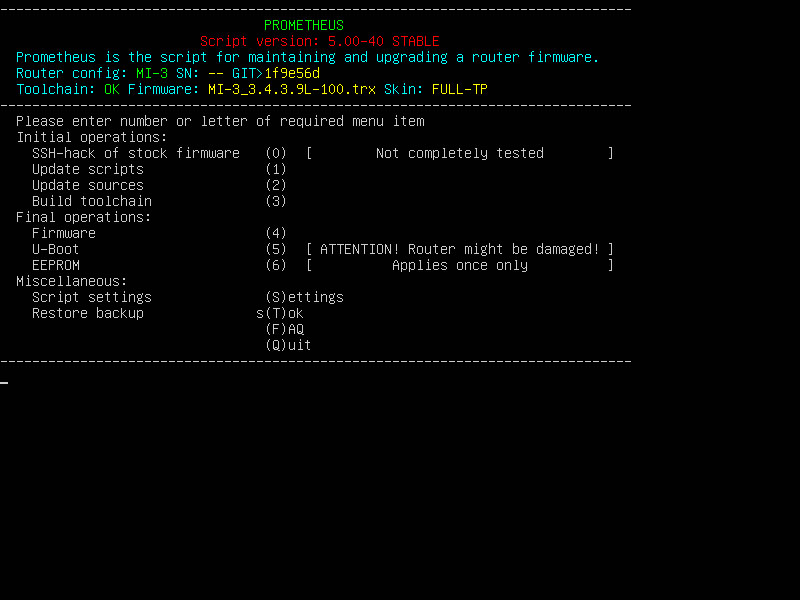 PROMETHEUS
Script version: 5.00-40 STABLE
Prometheus is the script for maintaining and upgrading a router firmware.
Router config: MI-3 SN: -- GIT>1f9e56d
Toolchain: OK Firmware: MI-3_3.4.3.9L-100.trx Skin: FULL-TP
Please enter number or letter of required menu item
Initial operations:
SSH-hack of stock firmware (0) [ Not completely tested ]
Update scripts (1)
Update sources (2)
Build toolchain (3)
Final operations:
Firmware (4)
U-Boot (5) [ ATTENTION! Router might be damaged! ]
EEPROM (6) [ Applies once only ]
Miscellaneous:
Script settings (S)ettings
Restore backup s(T)ok
(F)AQ
(Q)uit